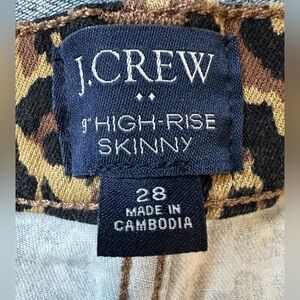 J.CREW
9" HIGH-RISE
SKINNY
28
MADE IN
CAMBODIA